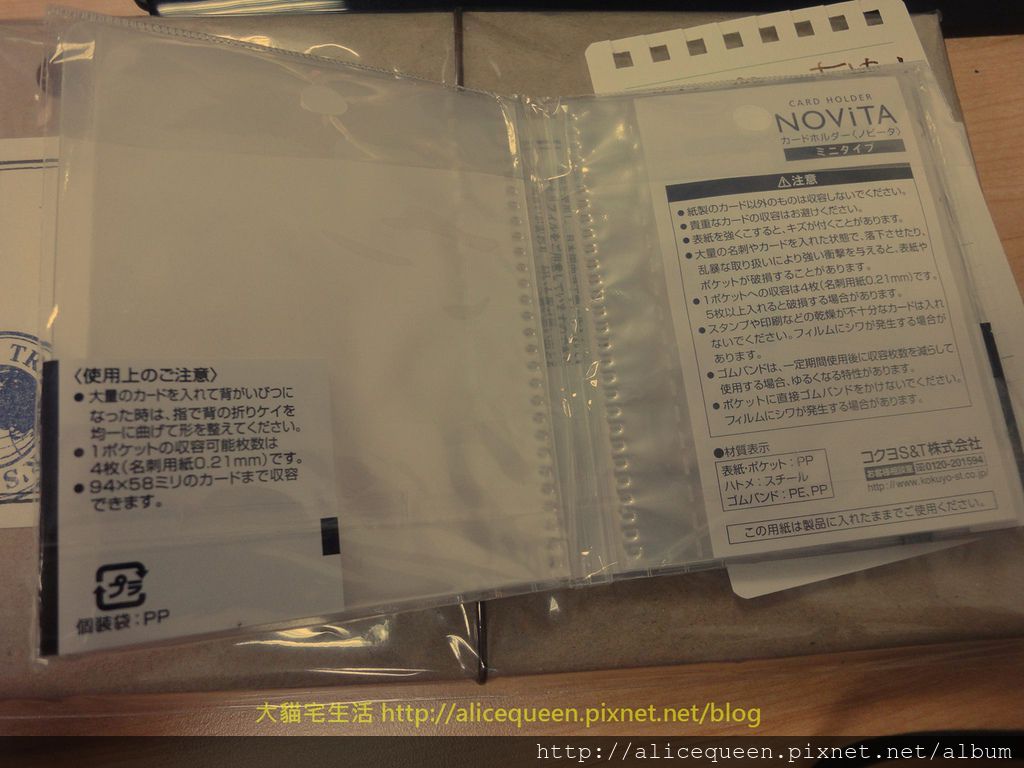 CARD HOLDER
NOViTA
カードホルダー〈ノビータ〉
ミニタイプ
⚠注意
●紙製のカード以外のものは収容しないでください。
●貴重なカードの収容はお避けください。
●表紙を強くこすると、キズが付くことがあります。
●大量の名刺やカードを入れた状態で、落下させたり、
乱暴な取り扱いにより強い衝撃を与えると、表紙や
ポケットが破損することがあります。
●1ポケットへの収容は4枚(名刺用紙0.21mm)です。
5枚以上入れると破損する場合があります。
●スタンプや印刷などの乾燥が不十分なカードは入れ
ないでください。フィルムにシワが発生する場合が
あります。
●ゴムバンドは、一定期間使用後に収容枚数を減らして
使用する場合、ゆるくなる特性があります。
●ポケットに直接ゴムバンドをかけないでください。
フィルムにシワが発生する場合があります。
●材質表示
表紙・ポケット:PP
ハトメ:スチール
ゴムバンド:PE、PP
コクヨS&T株式会社
お客様相談室 0120-201594
http://www.kokuyo-st.co.jp/
この用紙は製品に入れたままでご使用ください。
〈使用上のご注意〉
●大量のカードを入れて背がいびつに
なった時は、指で背の折りケイを
均一に曲げて形を整えてください。
●1ポケットの収容可能枚数は
4枚(名刺用紙0.21mm)です。
●94×58ミリのカードまで収容
できます。
プラ
個装袋:PP
TR
大貓宅生活 http://alicequeen.pixnet.net/blog
http://alicequeen.pixnet.net/album